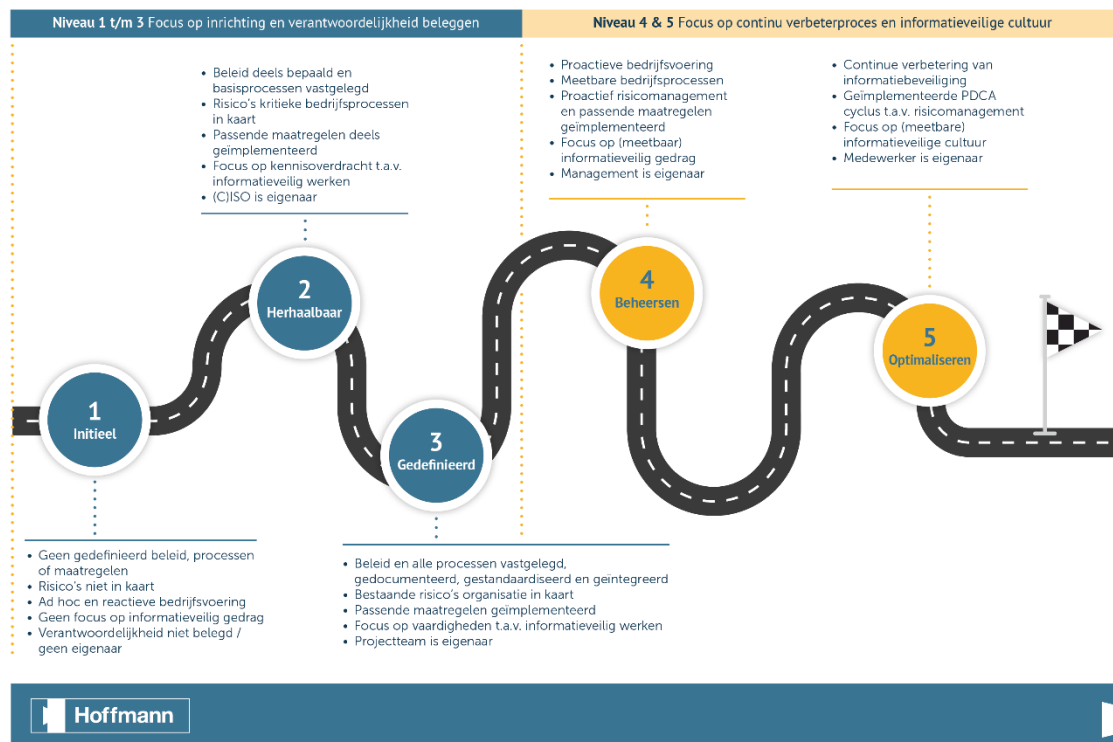 Niveau 1 t/m 3 Focus op inrichting en verantwoordelijkheid beleggen
Niveau 4 & 5 Focus op continu verbeterproces en informatieveilige cultuur
• Beleid deels bepaald en
basisprocessen vastgelegd
• Risico's kritieke bedrijfsprocessen
in kaart
• Passende maatregelen deels
geïmplementeerd
• Focus op kennisoverdracht t.a.v.
informatieveilig werken
• (C)ISO is eigenaar
• Proactieve bedrijfsvoering
• Meetbare bedrijfsprocessen
• Proactief risicomanagement
en passende maatregelen
geïmplementeerd
• Focus op (meetbaar)
informatieveilig gedrag
• Management is eigenaar
• Continue verbetering van
informatiebeveiliging
• Geïmplementeerde PDCA
cyclus t.a.v. risicomanagement
• Focus op (meetbare)
informatieveilige cultuur
• Medewerker is eigenaar
2
Herhaalbaar
4
Beheersen
5
Optimaliseren
1
Initieel
3
Gedefinieerd
• Geen gedefinieerd beleid, processen
of maatregelen
• Risico's niet in kaart
• Ad hoc en reactieve bedrijfsvoering
• Geen focus op informatieveilig gedrag
• Verantwoordelijkheid niet belegd /
geen eigenaar
• Beleid en alle processen vastgelegd,
gedocumenteerd, gestandaardiseerd en geïntegreerd
• Bestaande risico's organisatie in kaart
• Passende maatregelen geïmplementeerd
• Focus op vaardigheden t.a.v. informatieveilig werken
• Projectteam is eigenaar
Hoffmann